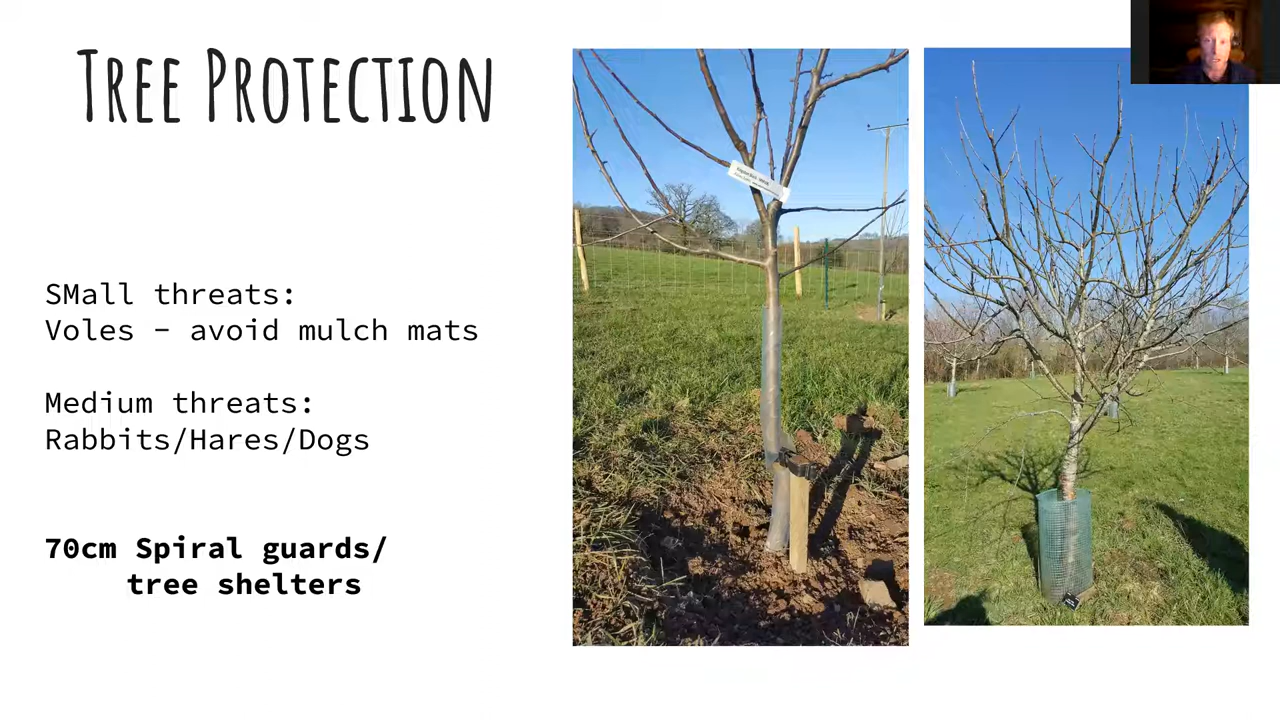 Tree Protection
SMall threats:
Voles - avoid mulch mats
Medium threats:
Rabbits/Hares/Dogs
70cm Spiral guards/
tree shelters